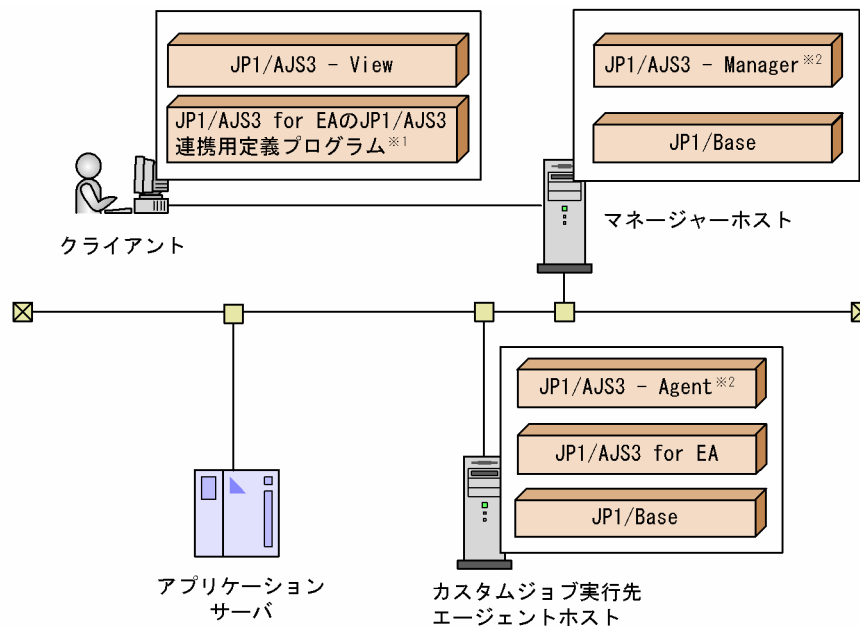 JP1/AJS3 - View
JP1/AJS3 for EAのJP1/AJS3
連携用定義プログラム※1
クライアント
JP1/AJS3 - Manager※2
JP1/Base
マネージャーホスト
JP1/AJS3 - Agent※2
JP1/AJS3 for EA
JP1/Base
アプリケーション
サーバ
カスタムジョブ実行先
エージェントホスト